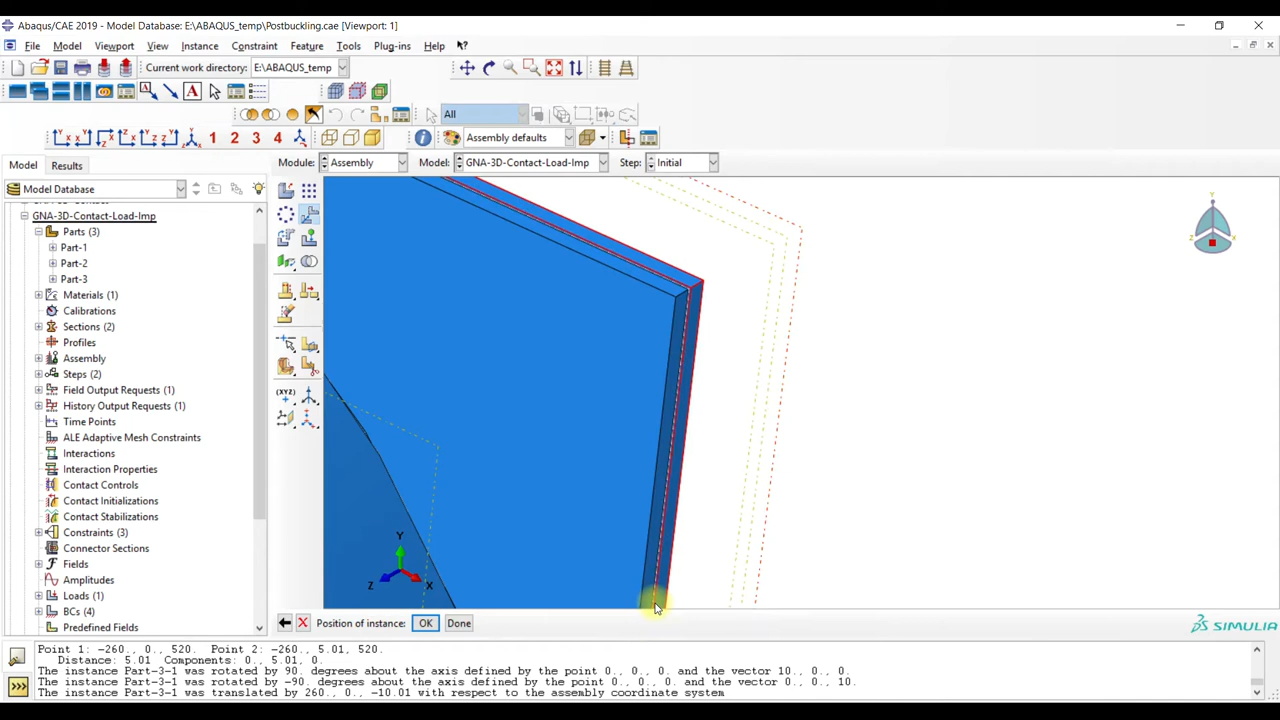 Abaqus/CAE 2019 - Model Database: E:\ABAQUS_temp\Postbuckling.cae [Viewport: 1]
File Model Viewport View Instance Constraint Feature Tools Plug-ins Help
Current work directory: E:\ABAQUS_temp
All
1 2 3 4 Assembly defaults
Model Results
Module: Assembly Model: GNA-3D-Contact-Load-Imp Step: Initial
Model Database
GNA-3D-Contact-Load-Imp
Parts (3)
Part-1
Part-2
Part-3
Materials (1)
Calibrations
Sections (2)
Profiles
Assembly
Steps (2)
Field Output Requests (1)
History Output Requests (1)
Time Points
ALE Adaptive Mesh Constraints
Interactions
Interaction Properties
Contact Controls
Contact Initializations
Contact Stabilizations
Constraints (3)
Connector Sections
Fields
Amplitudes
Loads (1)
BCs (4)
Predefined Fields
Y
Z X
Y
Z X
Position of instance: OK Done
SIMULIA
Point 1: -260., 0., 520. Point 2: -260., 5.01, 520.
Distance: 5.01 Components: 0., 5.01, 0.
The instance Part-3-1 was rotated by 90. degrees about the axis defined by the point 0., 0., 0. and the vector 10., 0., 0.
The instance Part-3-1 was rotated by -90. degrees about the axis defined by the point 0., 0., 0. and the vector 0., 0., 10.
The instance Part-3-1 was translated by 260., 0., -10.01 with respect to the assembly coordinate system